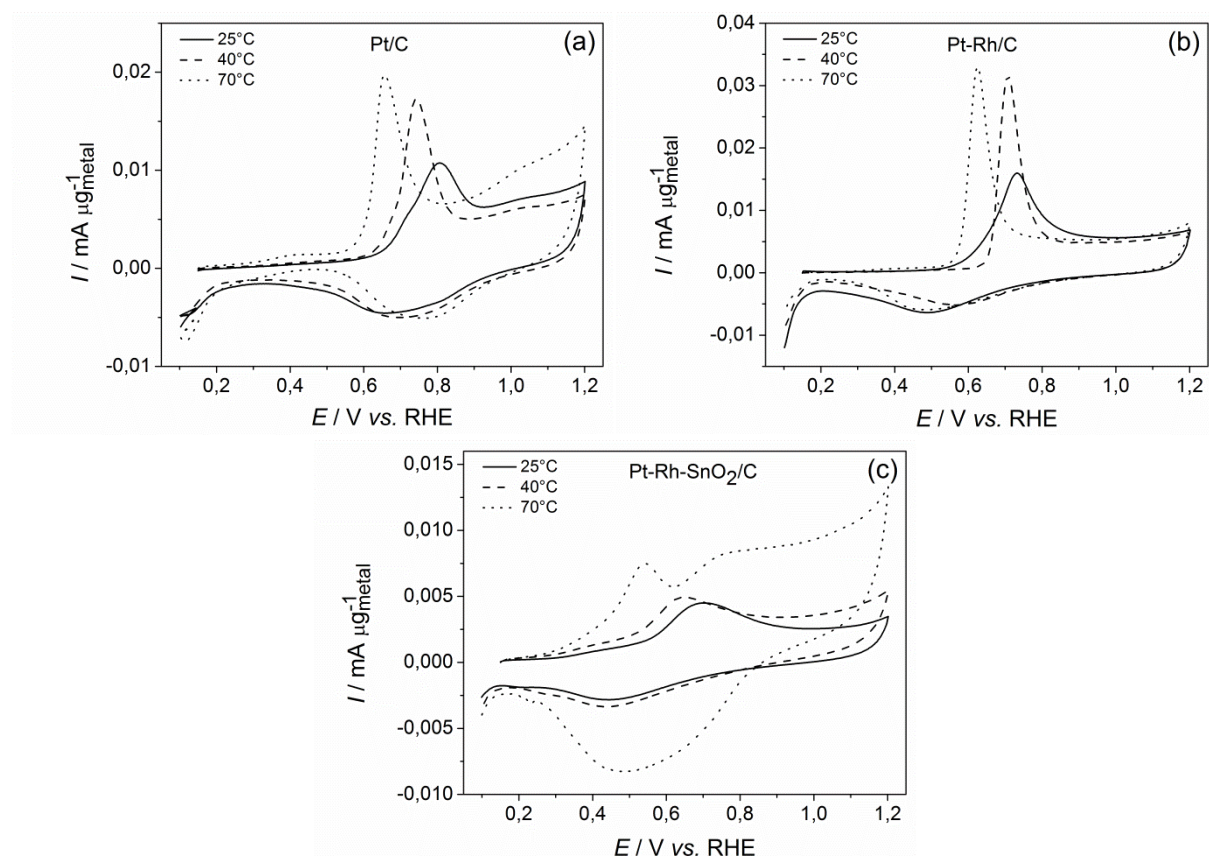 (a)
Pt/C
25°C
40°C
70°C
0,02
0,01
0,00
-0,01
I / mA µg⁻¹metal
0,2 0,4 0,6 0,8 1,0 1,2
E / V vs. RHE
(b)
Pt-Rh/C
25°C
40°C
70°C
0,04
0,03
0,02
0,01
0,00
-0,01
I / mA µg⁻¹metal
0,2 0,4 0,6 0,8 1,0 1,2
E / V vs. RHE
(c)
Pt-Rh-SnO₂/C
25°C
40°C
70°C
0,015
0,010
0,005
0,000
-0,005
-0,010
I / mA µg⁻¹metal
0,2 0,4 0,6 0,8 1,0 1,2
E / V vs. RHE